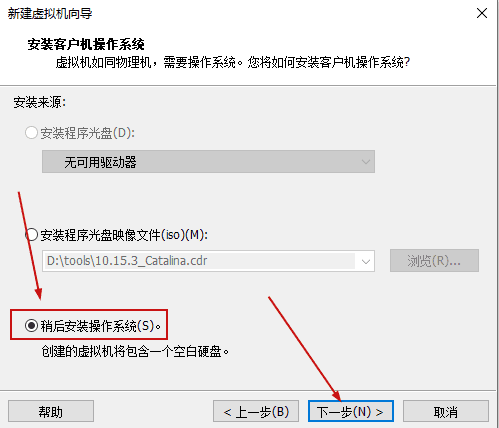 新建虚拟机向导
安装客户机操作系统
虚拟机如同物理机，需要操作系统。您将如何安装客户机操作系统?
安装来源:
安装程序光盘(D):
无可用驱动器
安装程序光盘映像文件(iso)(M):
D:\tools\10.15.3_Catalina.cdr
浏览(R)...
稍后安装操作系统(S)。
创建的虚拟机将包含一个空白硬盘。
帮助
< 上一步(B)
下一步(N) >
取消